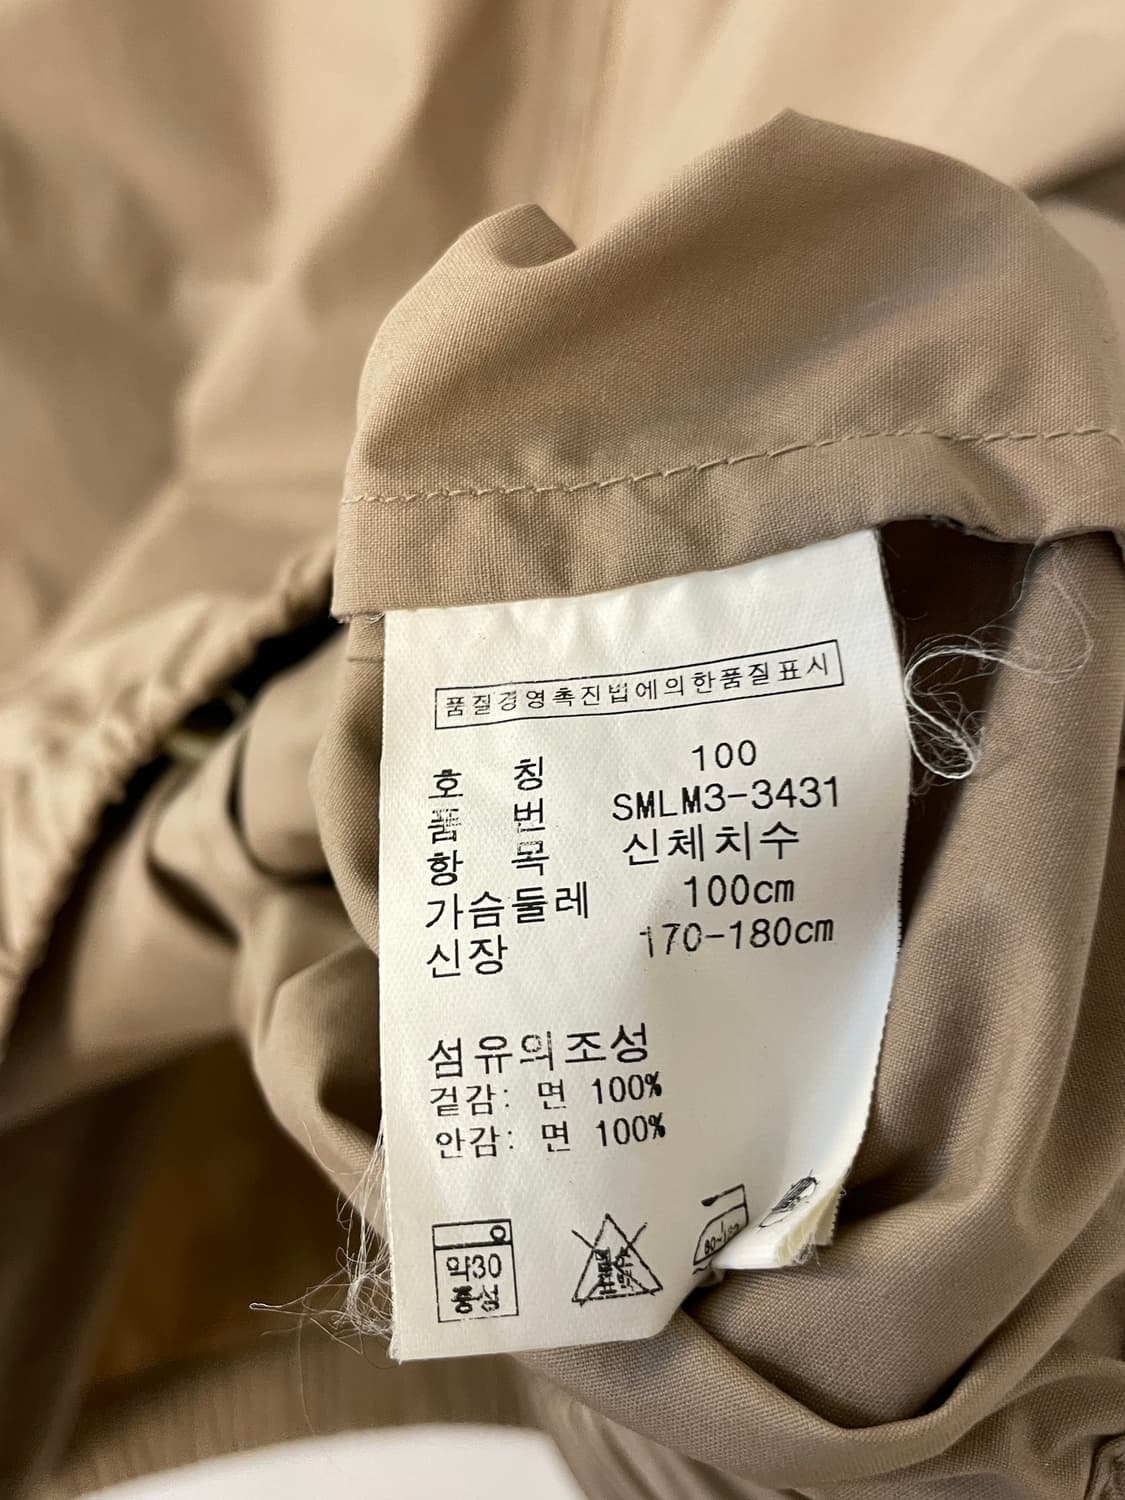 품질경영촉진법에의한품질표시
호 칭 100
품 번 SMLM3-3431
항 목 신체치수
가슴둘레 100cm
신장 170-180cm
섬유의조성
겉감: 면 100%
안감: 면 100%
약30
중성